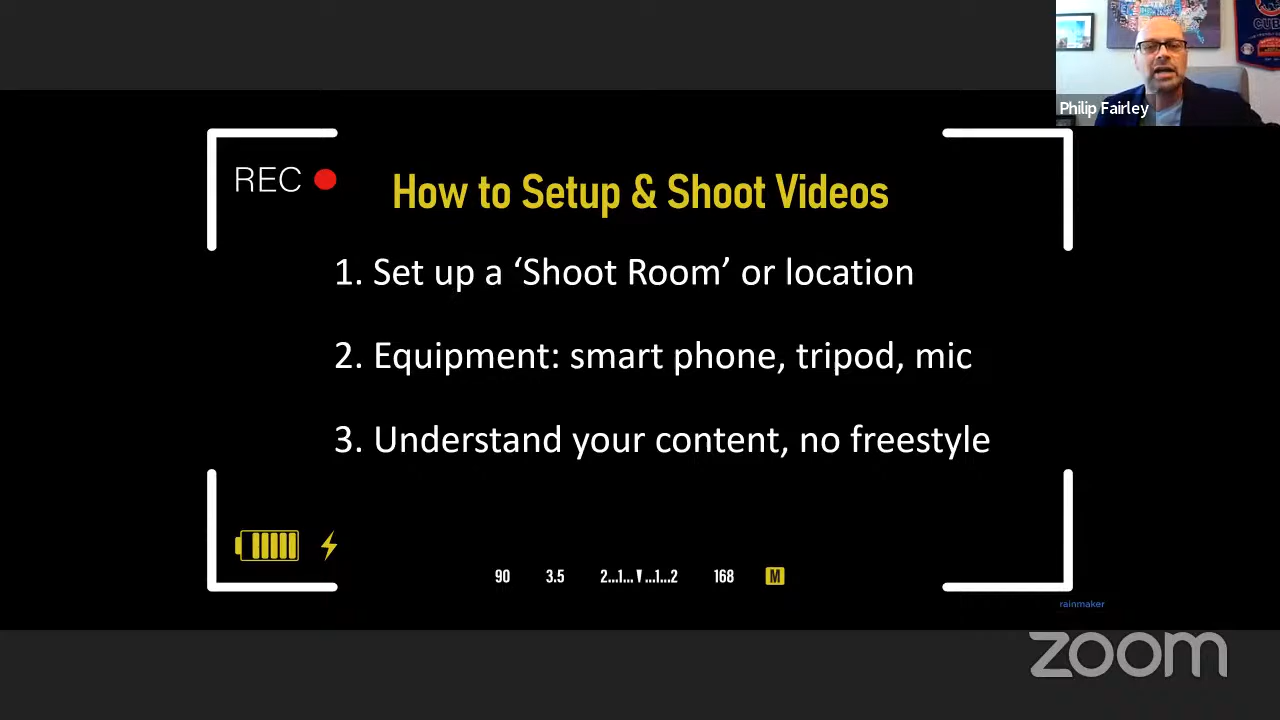 CUBS
Philip Fairley
REC
How to Setup & Shoot Videos
1. Set up a ‘Shoot Room’ or location
2. Equipment: smart phone, tripod, mic
3. Understand your content, no freestyle
90 3.5 2...1...▼...1...2 168 M
rainmaker
zoom